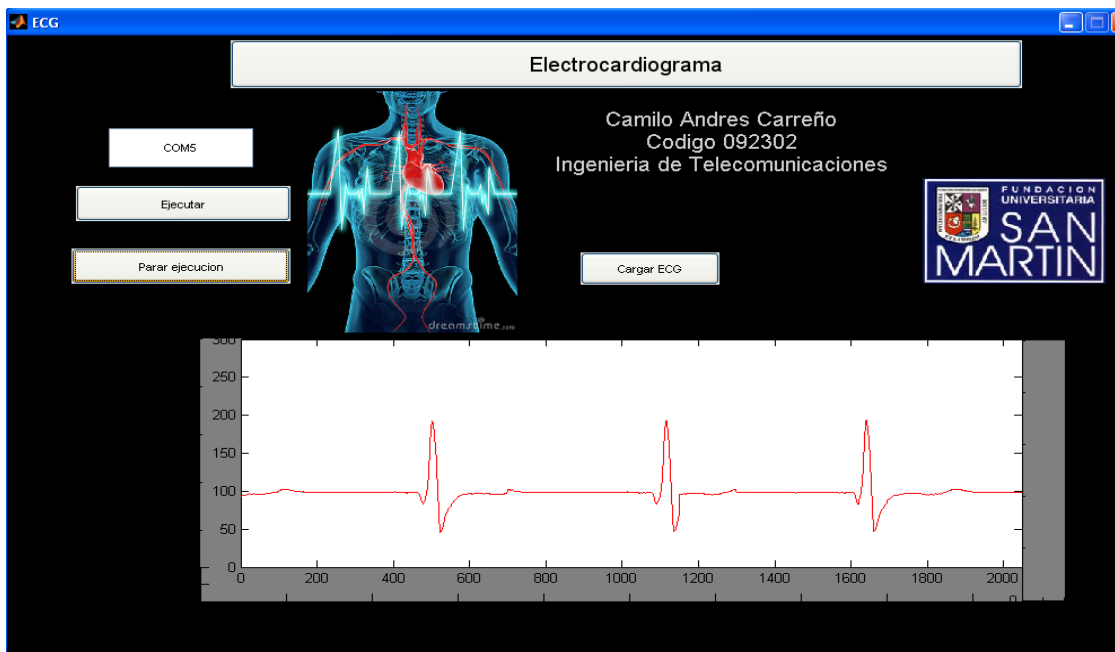 ECG
Electrocardiograma
Camilo Andres Carreño
Codigo 092302
Ingenieria de Telecomunicaciones
COM5
Ejecutar
Parar ejecucion
Cargar ECG
FUNDACION
UNIVERSITARIA
SAN
MARTIN
dreamstime.com
300
250
200
150
100
50
0
0 200 400 600 800 1000 1200 1400 1600 1800 2000
0